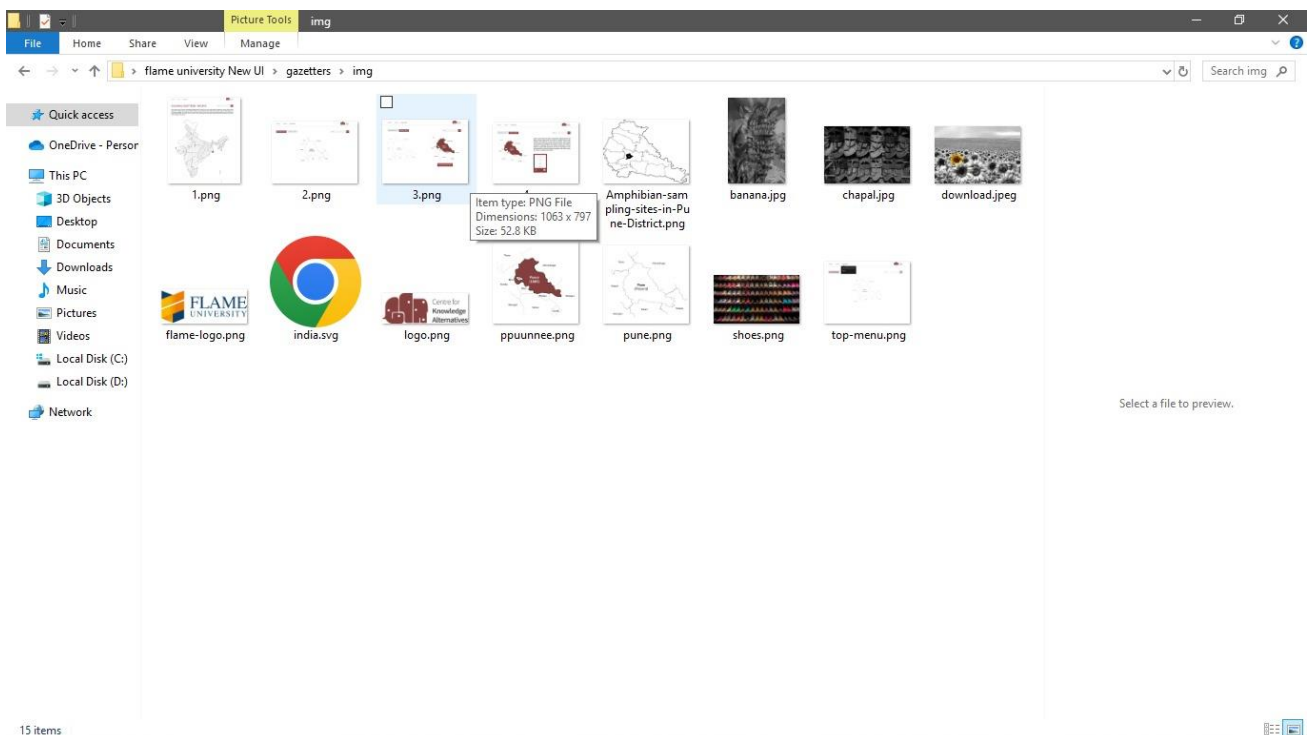 Picture Tools
img
File
Home
Share
View
Manage
flame university New UI > gazetters > img
Search img
Quick access
OneDrive - Person
This PC
3D Objects
Desktop
Documents
Downloads
Music
Pictures
Videos
Local Disk (C:)
Local Disk (D:)
Network
1.png
2.png
3.png
Item type: PNG File
Dimensions: 1063 x 797
Size: 52.8 KB
Amphibian-sam
pling-sites-in-Pu
ne-District.png
banana.jpg
chapal.jpg
download.jpeg
FLAME
UNIVERSITY
flame-logo.png
india.svg
Centre for
Knowledge
Alternatives
logo.png
ppuunnee.png
pune.png
shoes.png
top-menu.png
Select a file to preview.
15 items